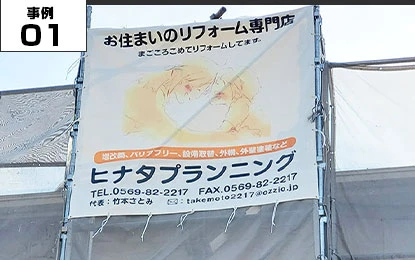 事例
01
お住まいのリフォーム専門店
まごころこめてリフォームしてます。
増改築、バリアフリー、設備取替、外構、外壁塗装など
ヒナタプランニング
TEL.0569-82-2217 FAX.0569-82-2217
代表：竹本さとみ ✉：takemoto2217@ezzio.jp